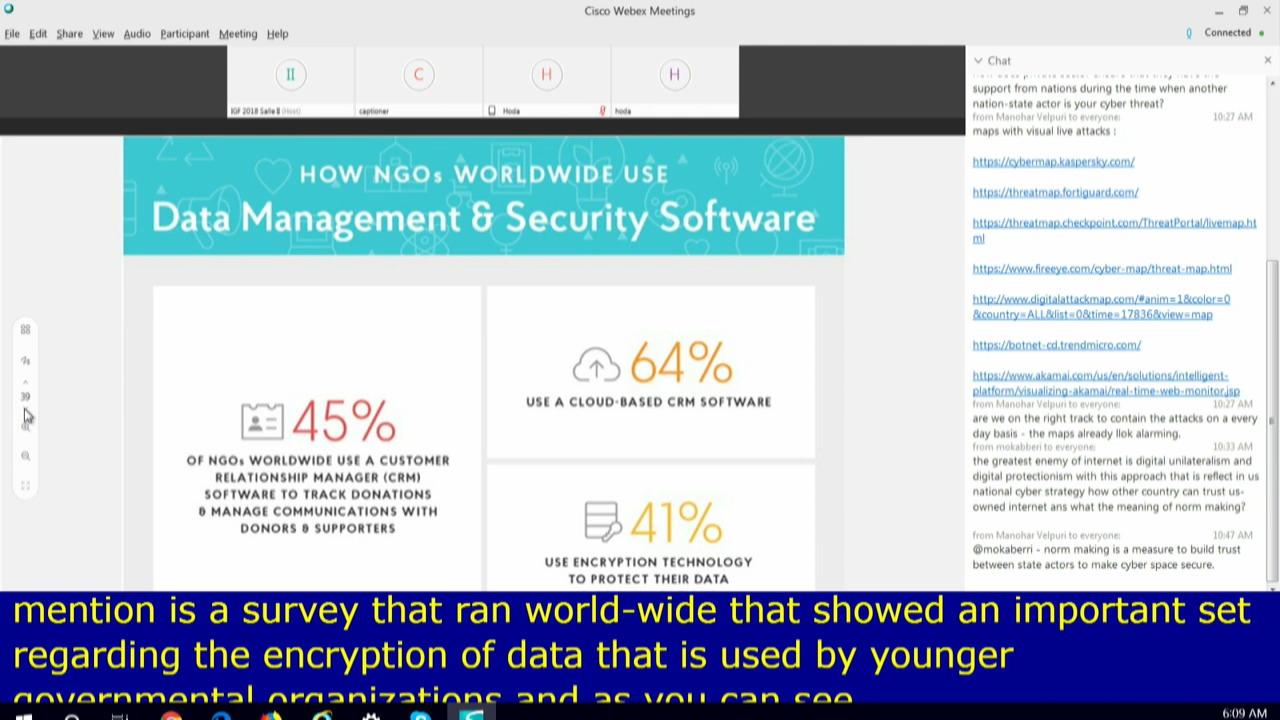 Cisco Webex Meetings
File Edit Share View Audio Participant Meeting Help
Connected
II
C
H
H
IGF 2018 Salle II (Host)
captioner
Hoda
hoda
HOW NGOs WORLDWIDE USE
Data Management & Security Software
45%
OF NGOs WORLDWIDE USE A CUSTOMER
RELATIONSHIP MANAGER (CRM)
SOFTWARE TO TRACK DONATIONS
& MANAGE COMMUNICATIONS WITH
DONORS & SUPPORTERS
64%
USE A CLOUD-BASED CRM SOFTWARE
41%
USE ENCRYPTION TECHNOLOGY
TO PROTECT THEIR DATA
39
Chat
support from nations during the time when another
nation-state actor is your cyber threat?
from Manohar Velpuri to everyone: 10:27 AM
maps with visual live attacks :
https://cybermap.kaspersky.com/
https://threatmap.fortiguard.com/
https://threatmap.checkpoint.com/ThreatPortal/livemap.ht
ml
https://www.fireeye.com/cyber-map/threat-map.html
http://www.digitalattackmap.com/#anim=1&color=0
&country=ALL&list=0&time=17836&view=map
https://botnet-cd.trendmicro.com/
https://www.akamai.com/us/en/solutions/intelligent-
platform/visualizing-akamai/real-time-web-monitor.jsp
from Manohar Velpuri to everyone: 10:27 AM
are we on the right track to contain the attacks on a every
day basis - the maps already llok alarming.
from mokabberi to everyone: 10:33 AM
the greatest enemy of internet is digital unilateralism and
digital protectionism with this approach that is reflect in us
national cyber strategy how other country can trust us-
owned internet ans what the meaning of norm making?
from Manohar Velpuri to everyone: 10:47 AM
@mokaberri - norm making is a measure to build trust
between state actors to make cyber space secure.
mention is a survey that ran world-wide that showed an important set
regarding the encryption of data that is used by younger
governmental organizations and as you can see
6:09 AM